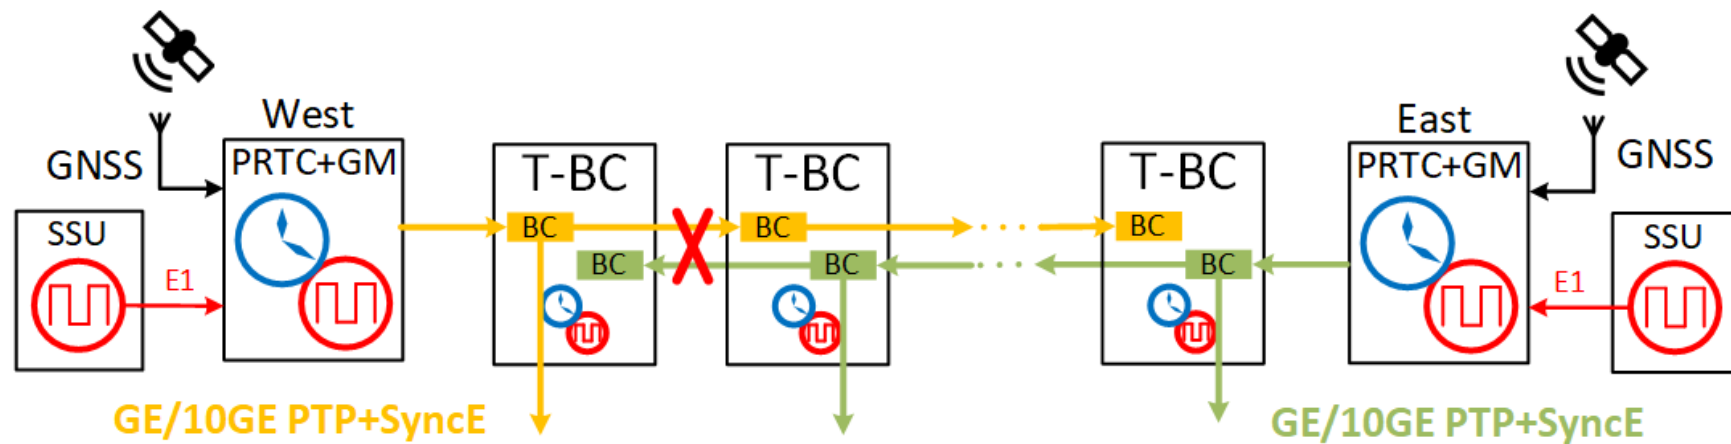 West
GNSS
PRTC+GM
SSU
E1
T-BC
BC
BC
T-BC
BC
BC
T-BC
BC
BC
East
PRTC+GM
GNSS
SSU
E1
GE/10GE PTP+SyncE
GE/10GE PTP+SyncE